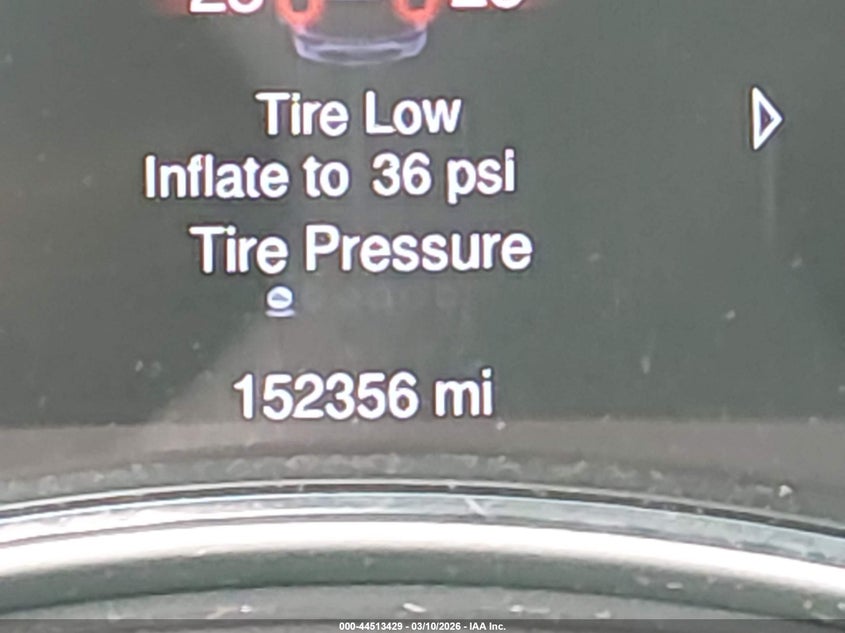 Tire Low
Inflate to 36 psi
Tire Pressure
152356 mi
000-44513429 - 03/10/2026 - IAA Inc.